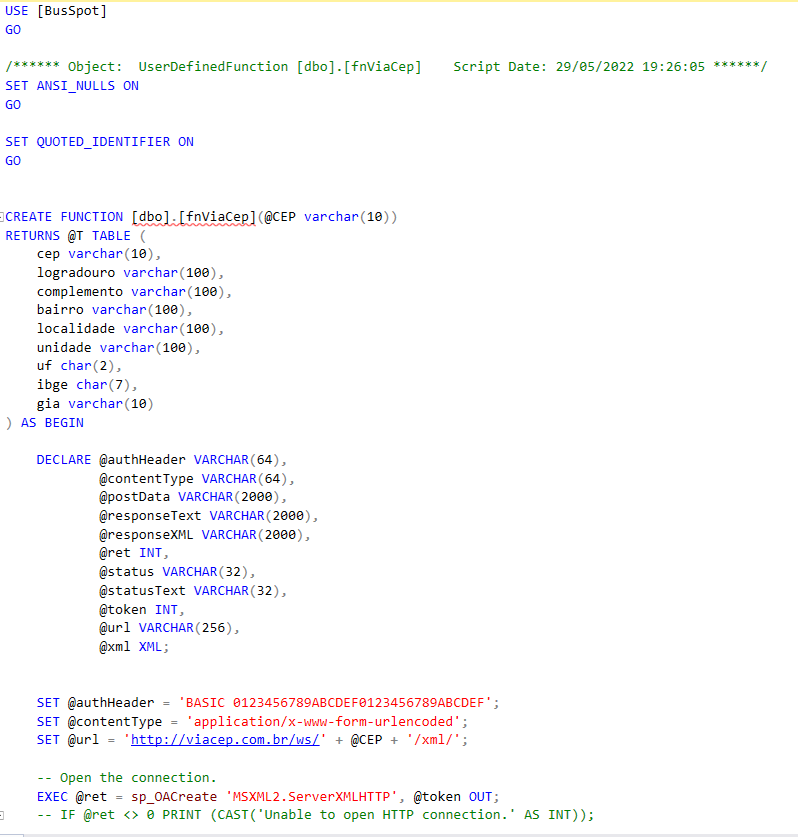 USE [BusSpot]
GO
/****** Object:  UserDefinedFunction [dbo].[fnViaCep]    Script Date: 29/05/2022 19:26:05 ******/
SET ANSI_NULLS ON
GO
SET QUOTED_IDENTIFIER ON
GO
CREATE FUNCTION [dbo].[fnViaCep](@CEP varchar(10))
RETURNS @T TABLE (
    cep varchar(10),
    logradouro varchar(100),
    complemento varchar(100),
    bairro varchar(100),
    localidade varchar(100),
    unidade varchar(100),
    uf char(2),
    ibge char(7),
    gia varchar(10)
) AS BEGIN
    DECLARE @authHeader VARCHAR(64),
            @contentType VARCHAR(64),
            @postData VARCHAR(2000),
            @responseText VARCHAR(2000),
            @responseXML VARCHAR(2000),
            @ret INT,
            @status VARCHAR(32),
            @statusText VARCHAR(32),
            @token INT,
            @url VARCHAR(256),
            @xml XML;
    SET @authHeader = 'BASIC 0123456789ABCDEF0123456789ABCDEF';
    SET @contentType = 'application/x-www-form-urlencoded';
    SET @url = 'http://viacep.com.br/ws/' + @CEP + '/xml/';
    -- Open the connection.
    EXEC @ret = sp_OACreate 'MSXML2.ServerXMLHTTP', @token OUT;
    -- IF @ret <> 0 PRINT (CAST('Unable to open HTTP connection.' AS INT));